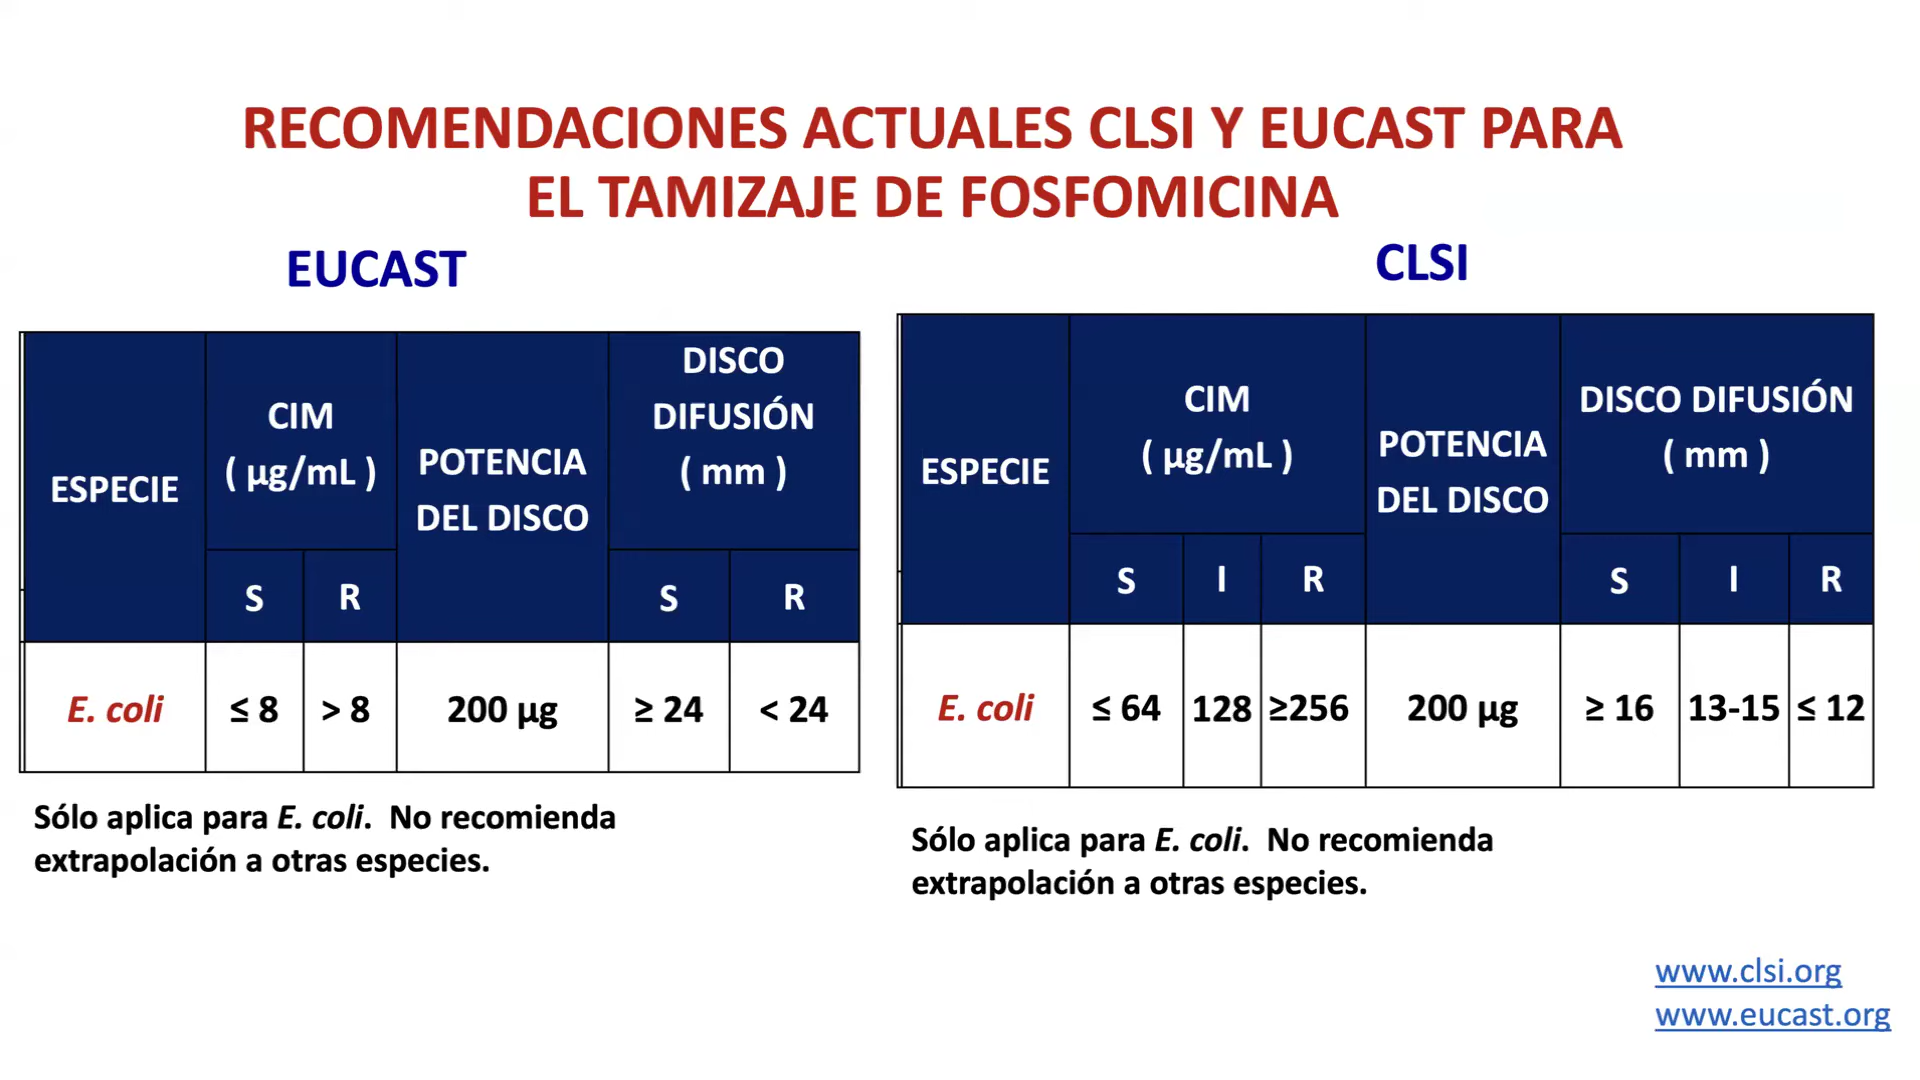 RECOMENDACIONES ACTUALES CLSI Y EUCAST PARA
EL TAMIZAJE DE FOSFOMICINA
EUCAST
ESPECIE
CIM
( µg/mL )
POTENCIA
DEL DISCO
DISCO
DIFUSIÓN
( mm )
S R S R
E. coli ≤ 8 > 8 200 µg ≥ 24 < 24
Sólo aplica para E. coli. No recomienda
extrapolación a otras especies.
CLSI
ESPECIE
CIM
( µg/mL )
POTENCIA
DEL DISCO
DISCO DIFUSIÓN
( mm )
S I R S I R
E. coli ≤ 64 128 ≥256 200 µg ≥ 16 13-15 ≤ 12
Sólo aplica para E. coli. No recomienda
extrapolación a otras especies.
www.clsi.org
www.eucast.org